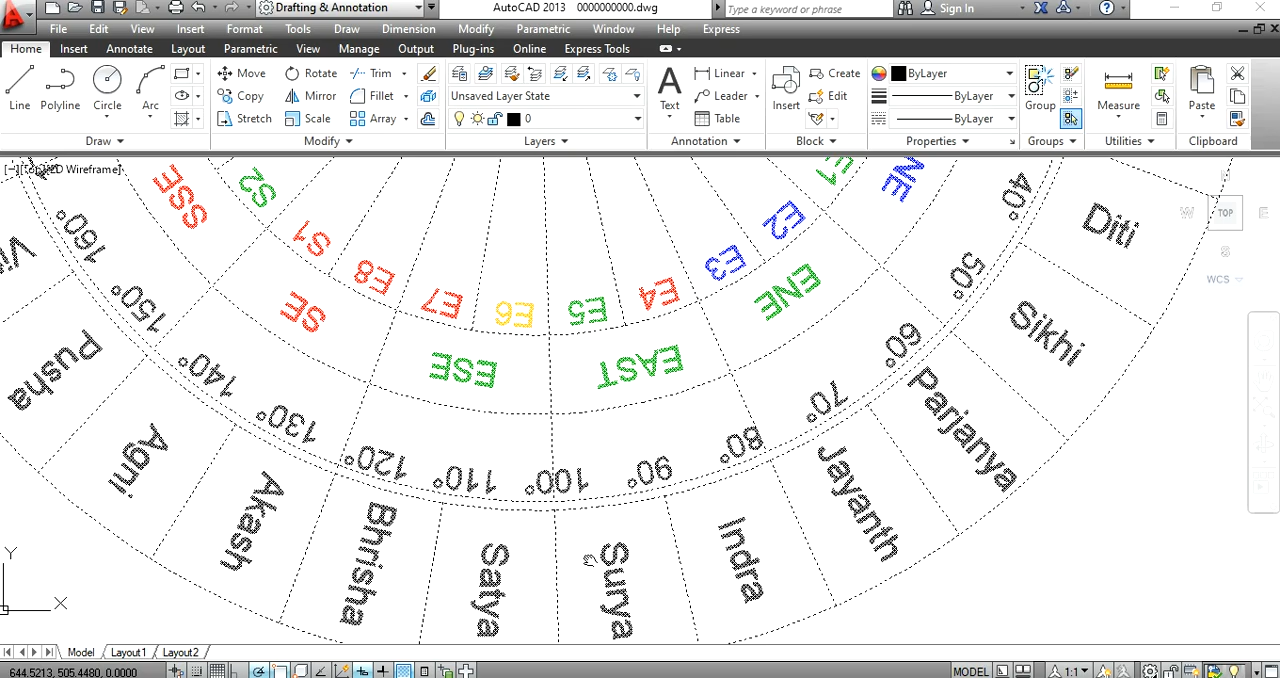 Drafting & Annotation
AutoCAD 2013 0000000000.dwg
Type a keyword or phrase
Sign In
File Edit View Insert Format Tools Draw Dimension Modify Parametric Window Help Express
Home Insert Annotate Layout Parametric View Manage Output Plug-ins Online Express Tools
Line Polyline Circle Arc
Move Rotate Trim
Copy Mirror Fillet
Stretch Scale Array
Unsaved Layer State
0
Text
Linear
Leader
Table
Insert
Create
Edit
ByLayer
ByLayer
ByLayer
Group
Measure
Paste
Draw Modify Layers Annotation Block Properties Groups Utilities Clipboard
2D Wireframe]
W TOP E
S
WCS
SSE S2 S1 E8 E7 E6 E5 E4 E3 E2 E1 NE
SE ESE EAST ENE
160° 150° 140° 130° 120° 110° 100° 90° 80° 70° 60° 50° 40°
Pusha Agni Akash Bhrisha Satya Surya Indra Jayanth Parjanya Sikhi Diti
Y
X
Model Layout1 Layout2
644.5213, 505.4480, 0.0000
MODEL
1:1